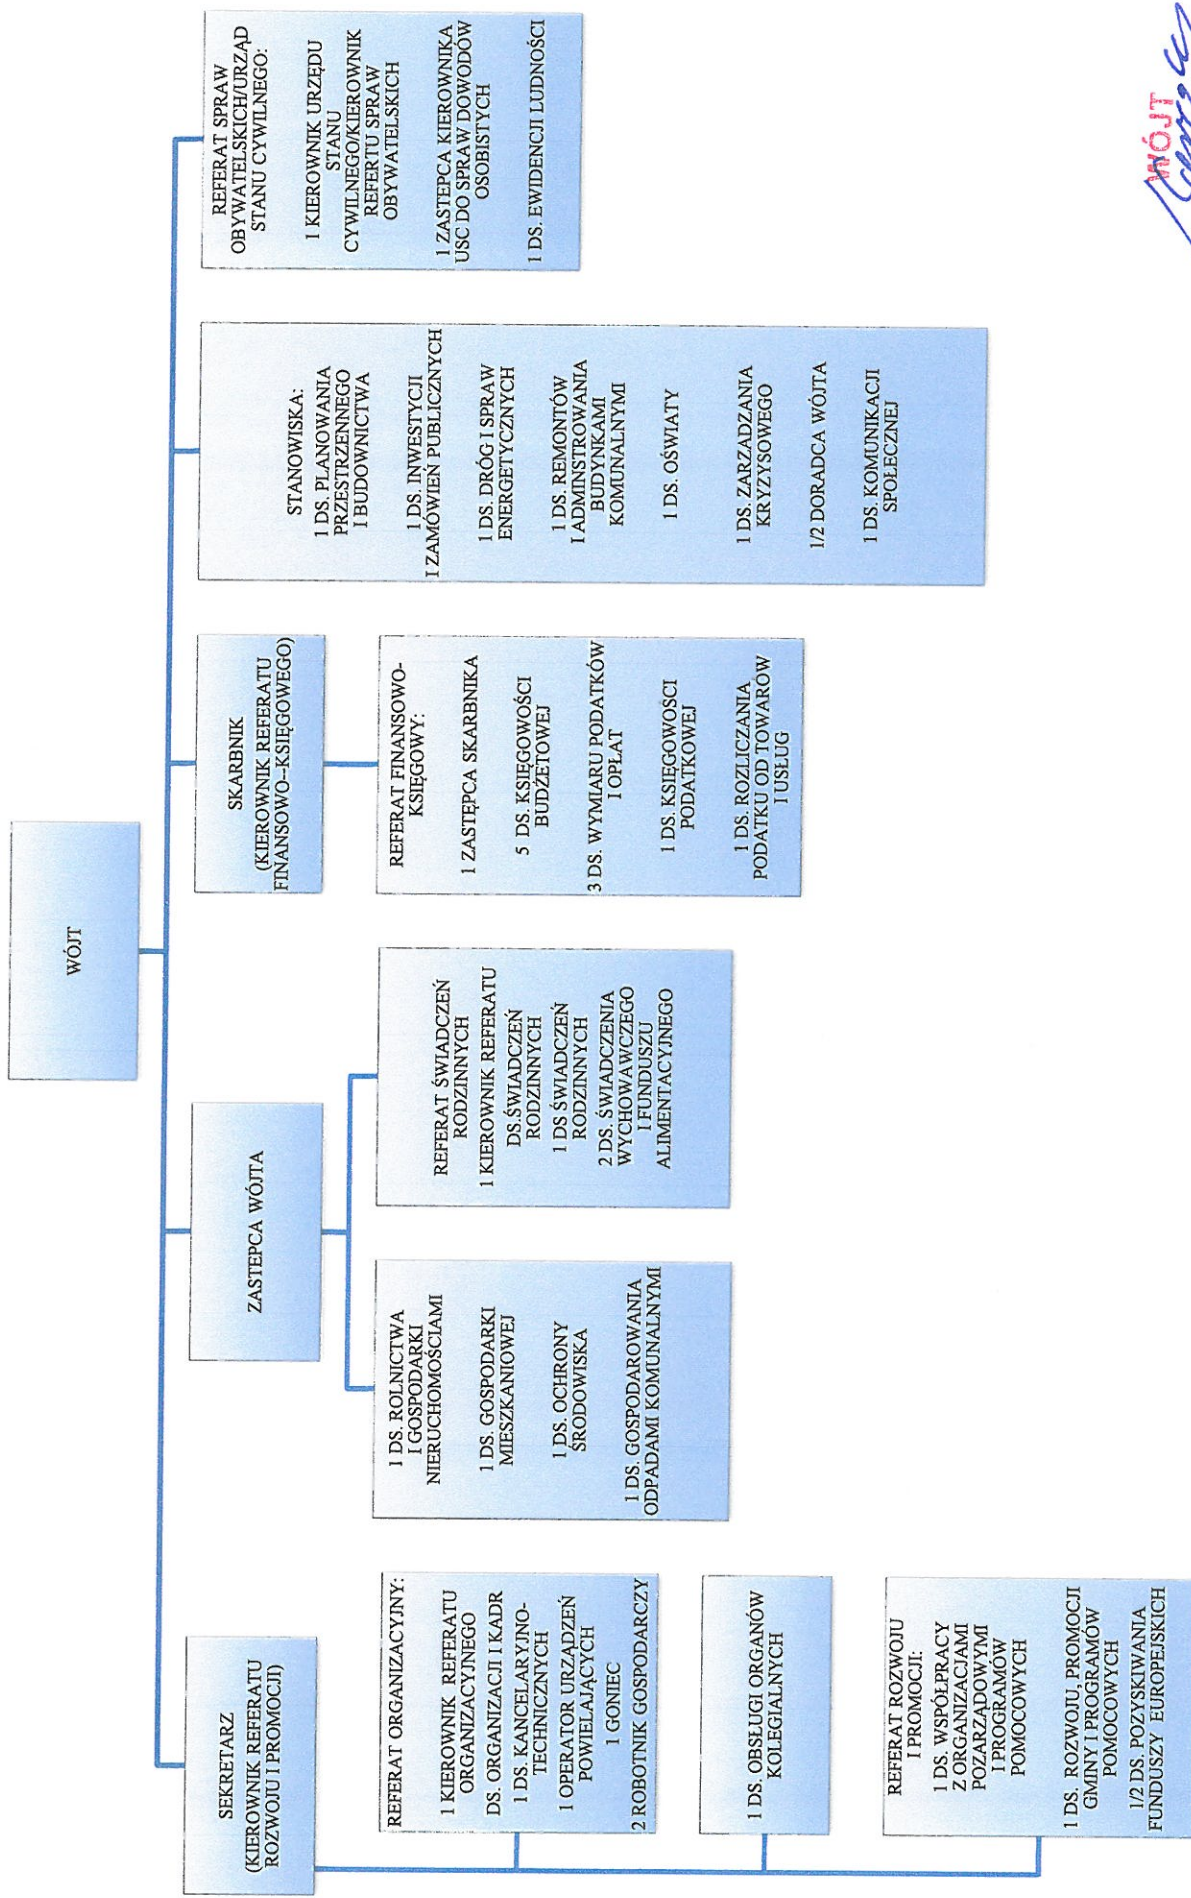 WÓJT
SEKRETARZ
(KIEROWNIK REFERATU
ROZWOJU I PROMOCJI)
REFERAT ORGANIZACYJNY:
1 KIEROWNIK REFERATU
ORGANIZACYJNEGO
DS. ORGANIZACJI I KADR
1 DS. KANCELARYJNO-
TECHNICZNYCH
1 OPERATOR URZĄDZEŃ
POWIELAJĄCYCH
1 GONIEC
2 ROBOTNIK GOSPODARCZY
1 DS. OBSŁUGI ORGANÓW
KOLEGIALNYCH
REFERAT ROZWOJU
I PROMOCJI:
1 DS. WSPÓŁPRACY
Z ORGANIZACJAMI
POZARZĄDOWYMI
I PROGRAMÓW
POMOCOWYCH
1 DS. ROZWOJU, PROMOCJI
GMINY I PROGRAMÓW
POMOCOWYCH
1/2 DS. POZYSKIWANIA
FUNDUSZY EUROPEJSKICH
ZASTEPCA WÓJTA
1 DS. ROLNICTWA
I GOSPODARKI
NIERUCHOMOŚCIAMI
1 DS. GOSPODARKI
MIESZKANIOWEJ
1 DS. OCHRONY
ŚRODOWISKA
1 DS. GOSPODAROWANIA
ODPADAMI KOMUNALNYMI
REFERAT ŚWIADCZEŃ
RODZINNYCH
1 KIEROWNIK REFERATU
DS.ŚWIADCZEŃ
RODZINNYCH
1 DS ŚWIADCZEŃ
RODZINNYCH
2 DS. ŚWIADCZENIA
WYCHOWAWCZEGO
I FUNDUSZU
ALIMENTACYJNEGO
SKARBNIK
(KIEROWNIK REFERATU
FINANSOWO–KSIĘGOWEGO)
REFERAT FINANSOWO-
KSIĘGOWY:
1 ZASTĘPCA SKARBNIKA
5 DS. KSIĘGOWOŚCI
BUDŻETOWEJ
3 DS. WYMIARU PODATKÓW
I OPŁAT
1 DS. KSIĘGOWOŚCI
PODATKOWEJ
1 DS. ROZLICZANIA
PODATKU OD TOWARÓW
I USŁUG
STANOWISKA:
1 DS. PLANOWANIA
PRZESTRZENNEGO
I BUDOWNICTWA
1 DS. INWESTYCJI
I ZAMÓWIEŃ PUBLICZNYCH
1 DS. DRÓG I SPRAW
ENERGETYCZNYCH
1 DS. REMONTÓW
I ADMINSTROWANIA
BUDYNKAMI
KOMUNALNYMI
1 DS. OŚWIATY
1 DS. ZARZADZANIA
KRYZYSOWEGO
1/2 DORADCA WÓJTA
1 DS. KOMUNIKACJI
SPOŁECZNEJ
REFERAT SPRAW
OBYWATELSKICH/URZĄD
STANU CYWILNEGO:
1 KIEROWNIK URZĘDU
STANU
CYWILNEGO/KIEROWNIK
REFERTU SPRAW
OBYWATELSKICH
1 ZASTEPCA KIEROWNIKA
USC DO SPRAW DOWODÓW
OSOBISTYCH
1 DS. EWIDENCJI LUDNOŚCI
WÓJT